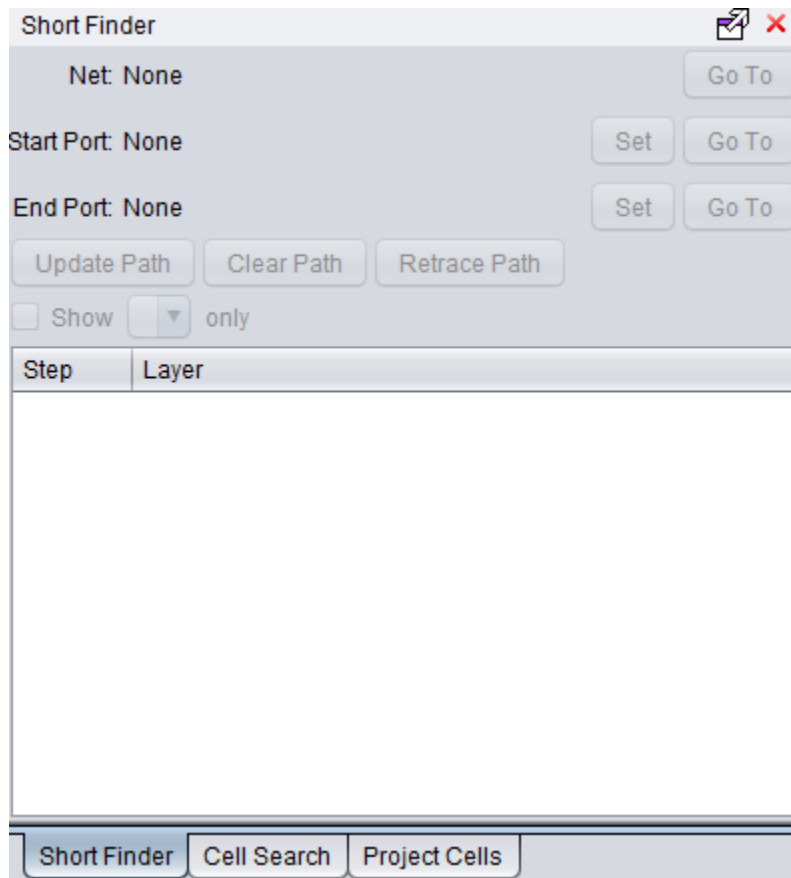 Short Finder
Net: None Go To
Start Port: None Set Go To
End Port: None Set Go To
Update Path Clear Path Retrace Path
Show only
Step Layer
Short Finder Cell Search Project Cells